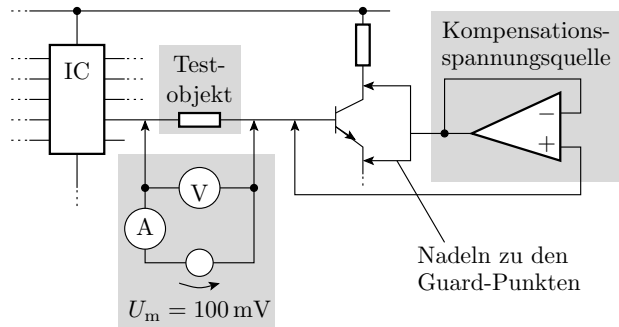 Kompensations-
spannungsquelle
IC
Test-
objekt
−
+
V
A
Nadeln zu den
Guard-Punkten
U_m = 100 mV